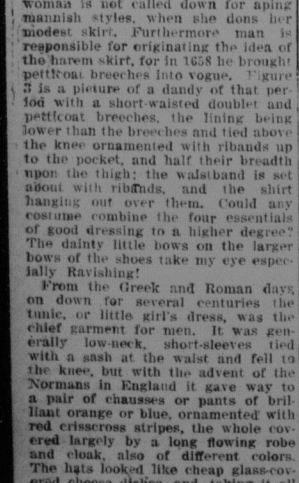 woman is not called down for aping
mannish styles, when she dons her
modest skirt. Furthermore man is
responsible for originating the idea of
the harem skirt, for in 1658 he brought
petticoat breeches into vogue. Figure
3 is a picture of a dandy of that per-
iod with a short-waisted doublet and
petticoat breeches, the lining being
lower than the breeches and tied above
the knee ornamented with ribands up
to the pocket, and half their breadth
upon the thigh; the waistband is set
about with ribands, and the shirt
hanging out over them. Could any
costume combine the four essentials
of good dressing to a higher degree?
The dainty little bows on the larger
bows of the shoes take my eye espec-
ially Ravishing!
From the Greek and Roman days,
on down for several centuries the
tunic, or little girl's dress, was the
chief garment for men. It was gen-
erally low-neck, short-sleeves tied
with a sash at the waist and fell to
the knee, but with the advent of the
Normans in England it gave way to
a pair of chausses or pants of bril-
liant orange or blue, ornamented with
red crisscross stripes, the whole cov-
ered largely by a long flowing robe
and cloak, also of different colors.
The hats looked like cheap glass-cov-
ered cheese dishes, and taking it all